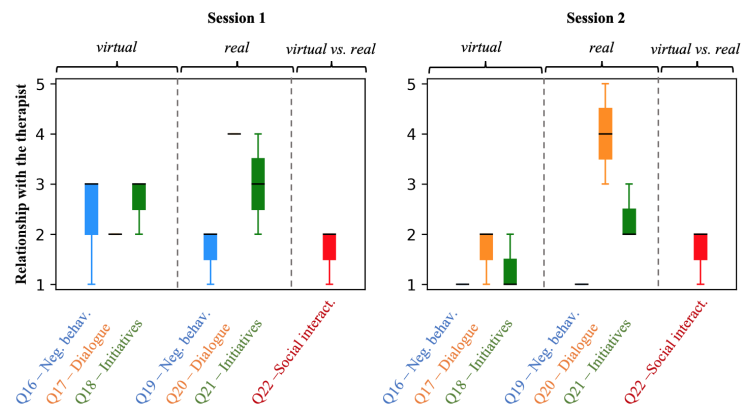 Session 1
Session 2
virtual
real
virtual vs. real
virtual
real
virtual vs. real
Relationship with the therapist
5
4
3
2
1
5
4
3
2
1
Q16 – Neg. behav.
Q17 – Dialogue
Q18 – Initiatives
Q19 – Neg. behav.
Q20 – Dialogue
Q21 – Initiatives
Q22 –Social interact.
Q16 – Neg. behav.
Q17 – Dialogue
Q18 – Initiatives
Q19 – Neg. behav.
Q20 – Dialogue
Q21 – Initiatives
Q22 –Social interact.